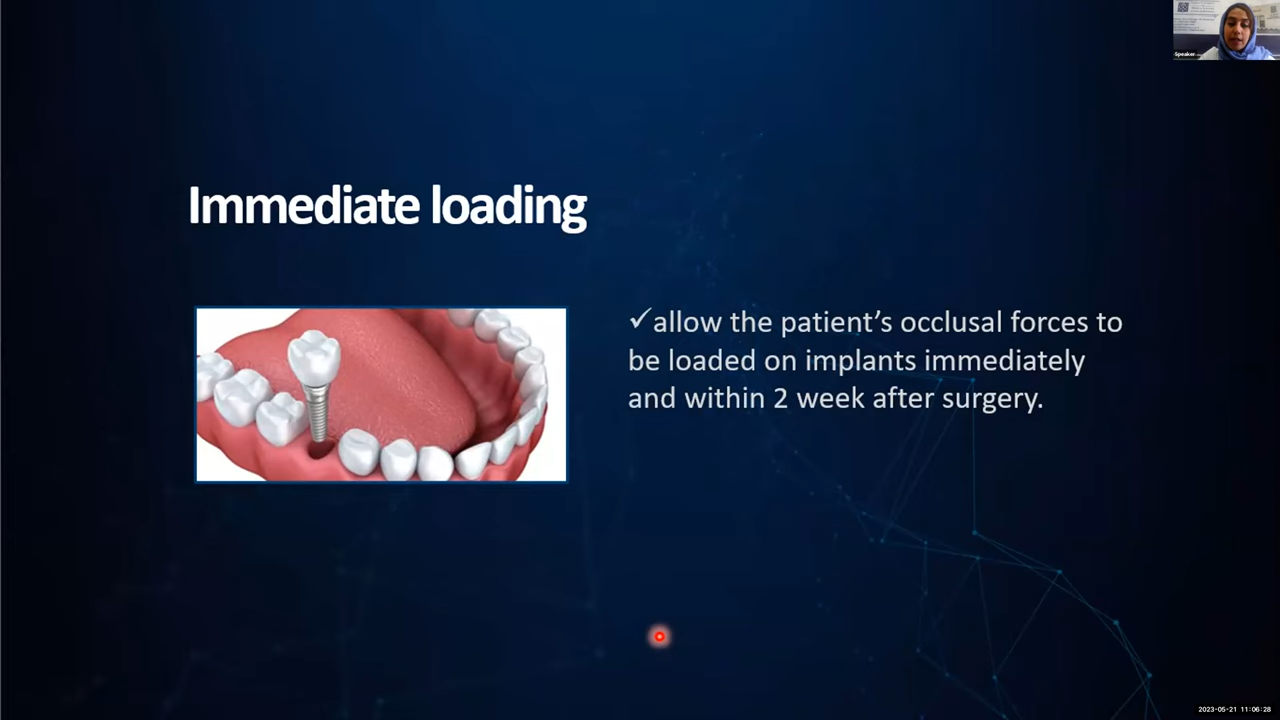 Speaker
Immediate loading
✓allow the patient's occlusal forces to
be loaded on implants immediately
and within 2 week after surgery.
2023-05-21 11:06:28